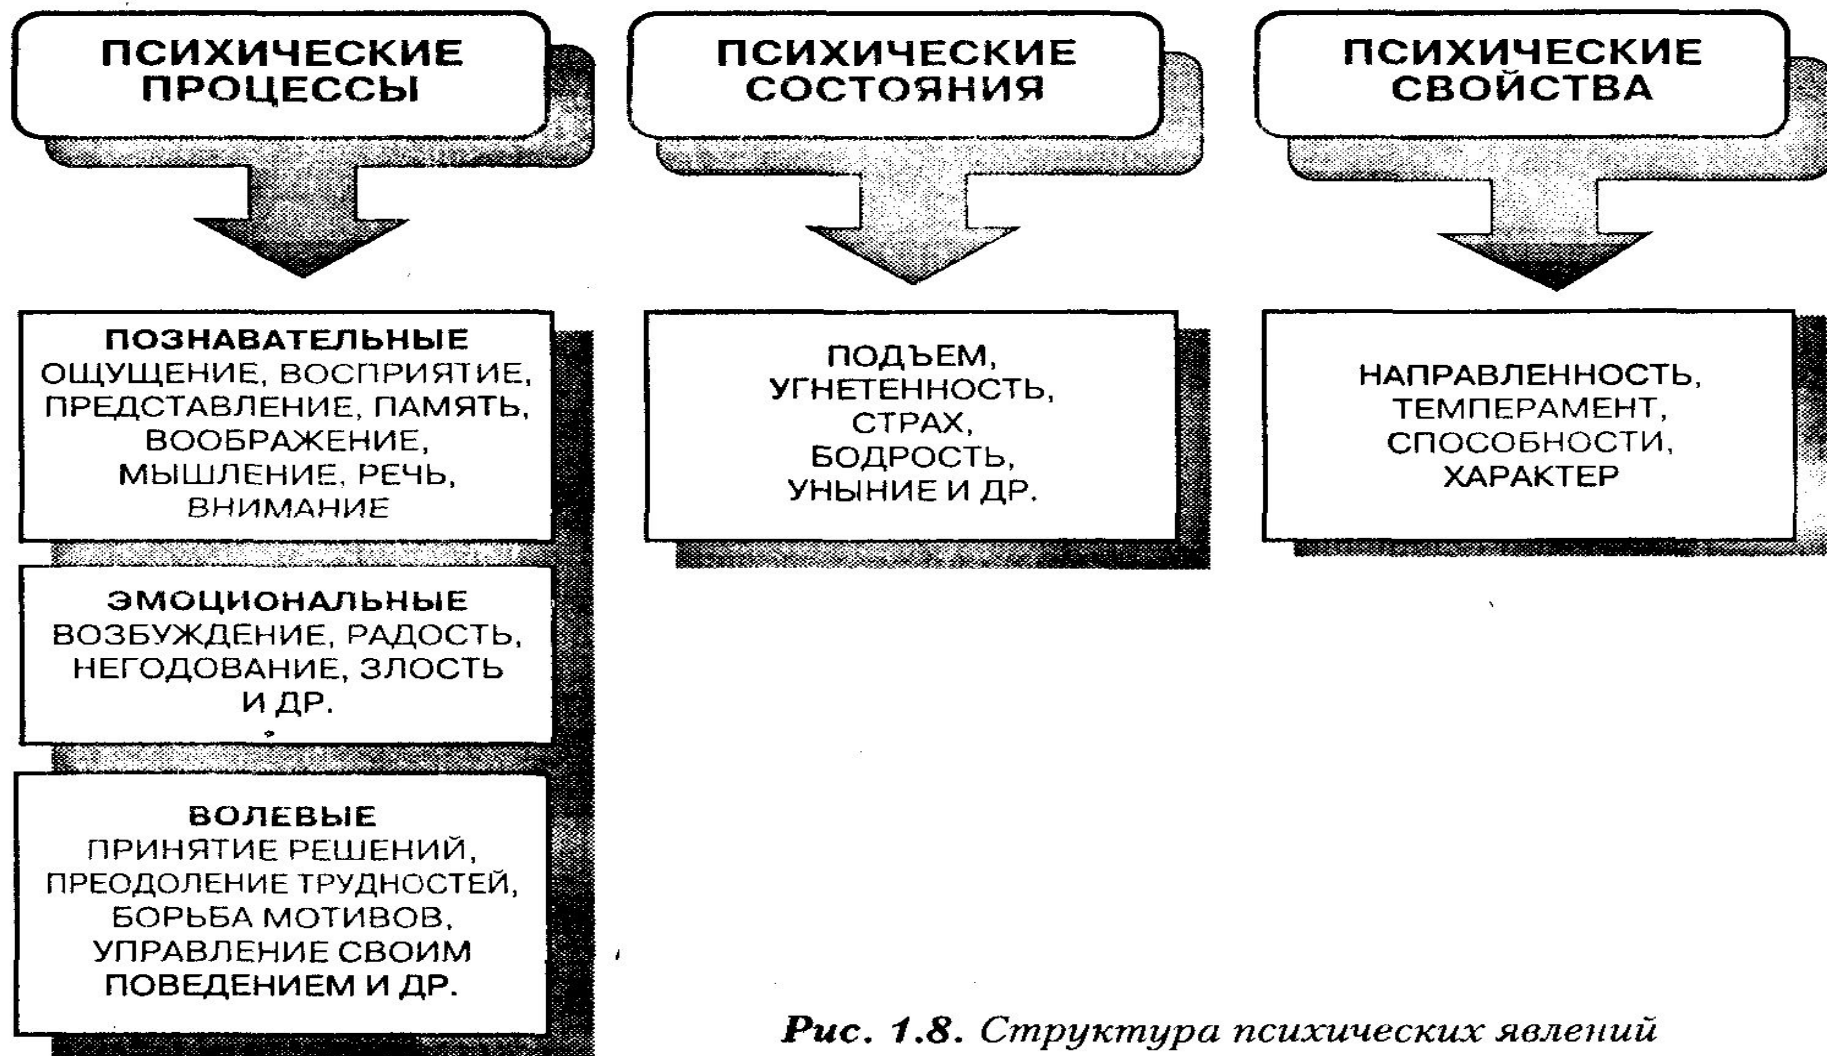 ПСИХИЧЕСКИЕ
ПРОЦЕССЫ
ПОЗНАВАТЕЛЬНЫЕ
ОЩУЩЕНИЕ, ВОСПРИЯТИЕ,
ПРЕДСТАВЛЕНИЕ, ПАМЯТЬ,
ВООБРАЖЕНИЕ,
МЫШЛЕНИЕ, РЕЧЬ,
ВНИМАНИЕ
ЭМОЦИОНАЛЬНЫЕ
ВОЗБУЖДЕНИЕ, РАДОСТЬ,
НЕГОДОВАНИЕ, ЗЛОСТЬ
И ДР.
ВОЛЕВЫЕ
ПРИНЯТИЕ РЕШЕНИЙ,
ПРЕОДОЛЕНИЕ ТРУДНОСТЕЙ,
БОРЬБА МОТИВОВ,
УПРАВЛЕНИЕ СВОИМ
ПОВЕДЕНИЕМ И ДР.
ПСИХИЧЕСКИЕ
СОСТОЯНИЯ
ПОДЪЕМ,
УГНЕТЕННОСТЬ,
СТРАХ,
БОДРОСТЬ,
УНЫНИЕ И ДР.
ПСИХИЧЕСКИЕ
СВОЙСТВА
НАПРАВЛЕННОСТЬ,
ТЕМПЕРАМЕНТ,
СПОСОБНОСТИ,
ХАРАКТЕР
Рис. 1.8. Структура психических явлений